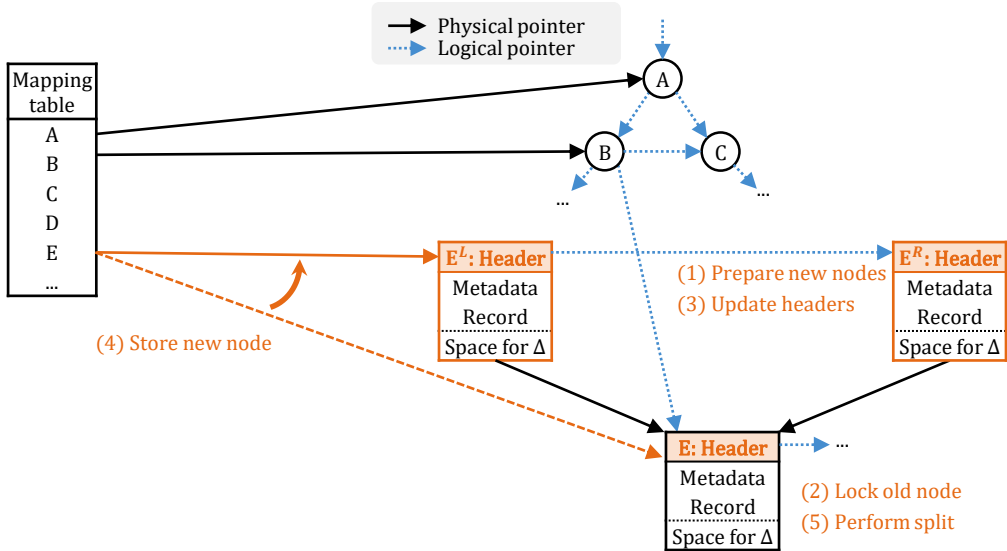 Physical pointer
Logical pointer
Mapping
table
A
B
C
D
E
...
A
B
C
...
...
E^L: Header
Metadata
Record
Space for Δ
(1) Prepare new nodes
(3) Update headers
E^R: Header
Metadata
Record
Space for Δ
(4) Store new node
E: Header
Metadata
Record
Space for Δ
...
(2) Lock old node
(5) Perform split